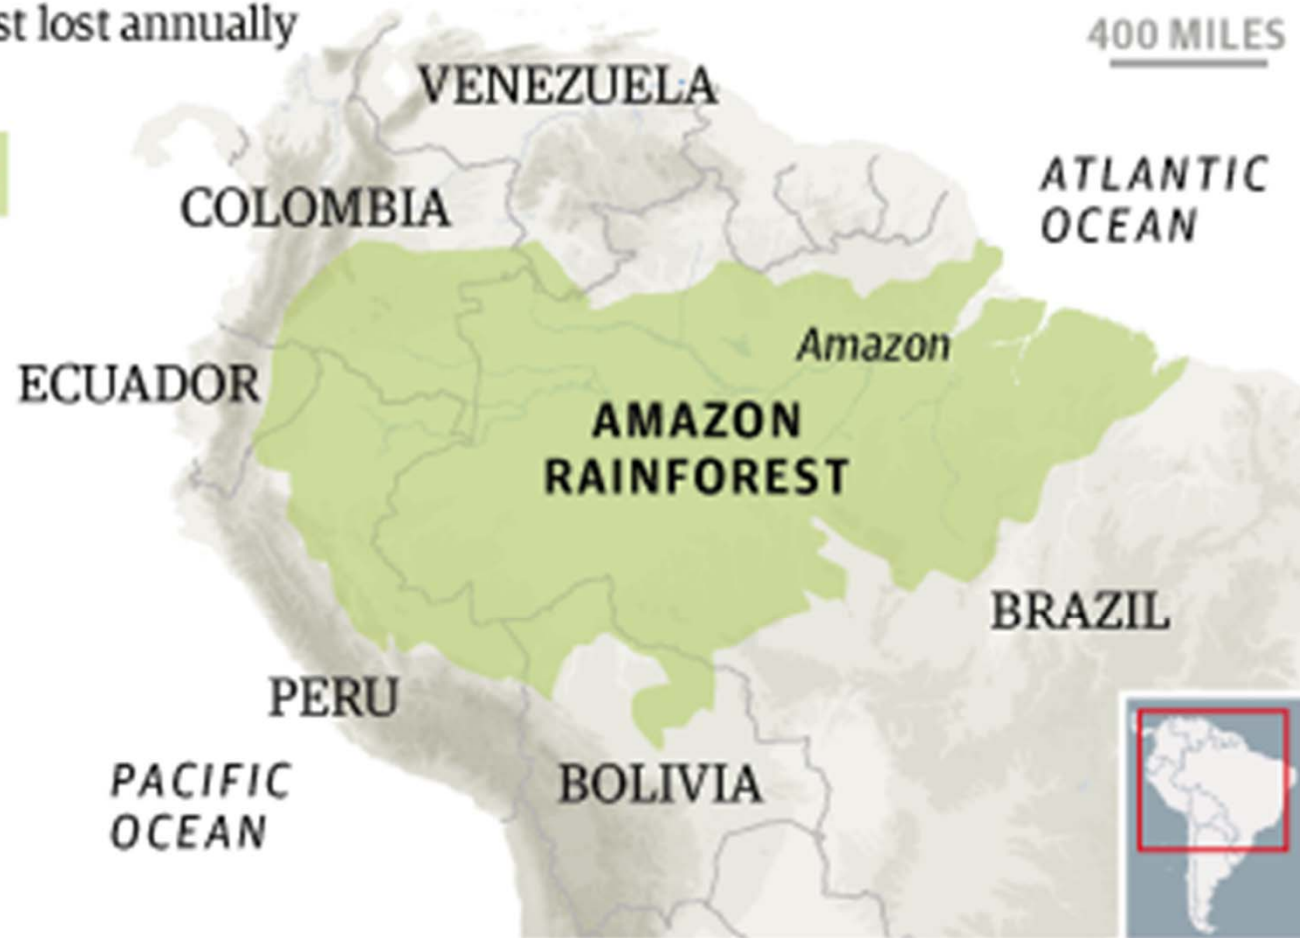 st lost annually
400 MILES
VENEZUELA
ATLANTIC
OCEAN
COLOMBIA
Amazon
ECUADOR
AMAZON
RAINFOREST
BRAZIL
PERU
PACIFIC
OCEAN
BOLIVIA